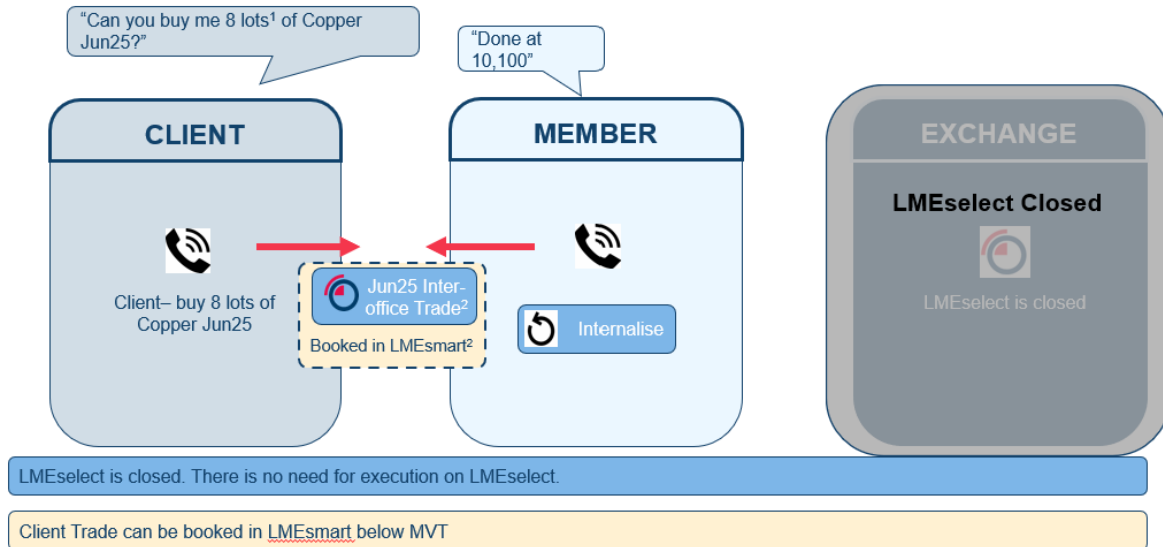 “Can you buy me 8 lots¹ of Copper
Jun25?”
“Done at
10,100”
CLIENT
MEMBER
EXCHANGE
LMEselect Closed
Client– buy 8 lots of
Copper Jun25
Jun25 Inter-
office Trade²
Booked in LMEsmart²
Internalise
LMEselect is closed
LMEselect is closed. There is no need for execution on LMEselect.
Client Trade can be booked in LMEsmart below MVT